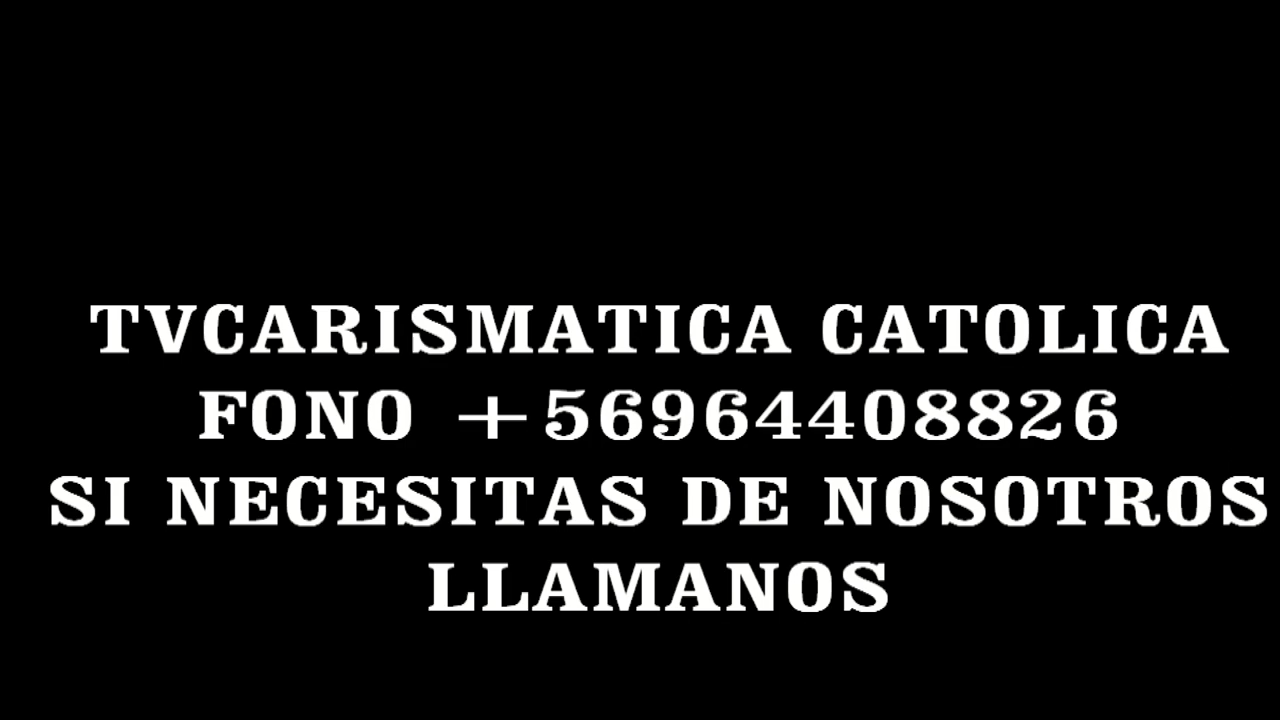 TVCARISMATICA CATOLICA
FONO +56964408826
SI NECESITAS DE NOSOTROS
LLAMANOS